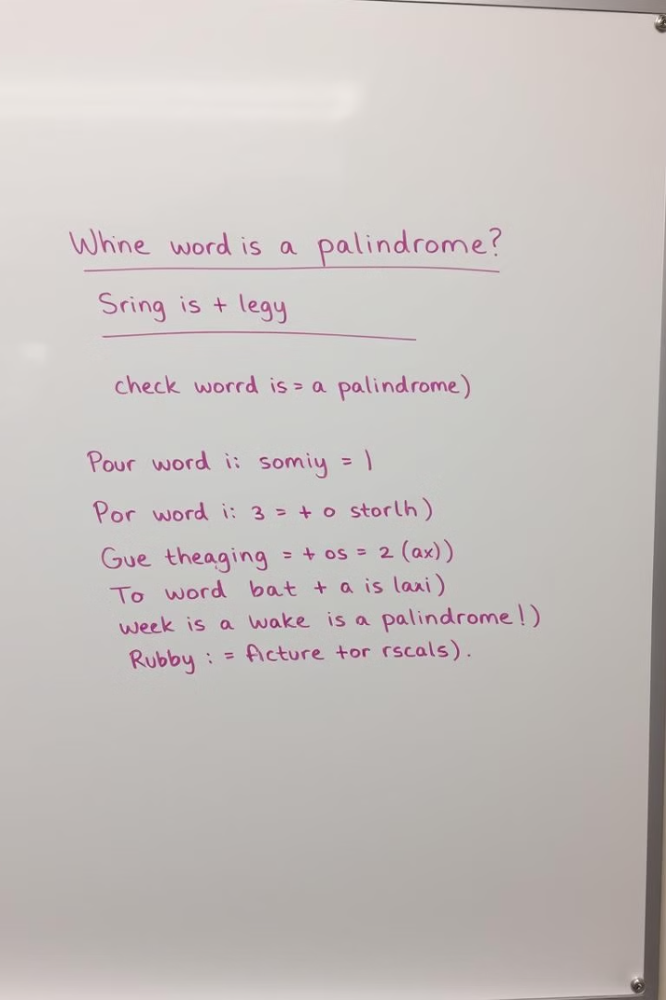 Whine word is a palindrome?
Sring is + legy
check worrd is = a palindrome)
Pour word i: somiy = )
Por word i: 3 = + o storlh)
Gue theaging = + os = 2 (ax))
To word bat + a is laxi)
week is a wake is a palindrome!)
Rubby : = Acture tor rscals).